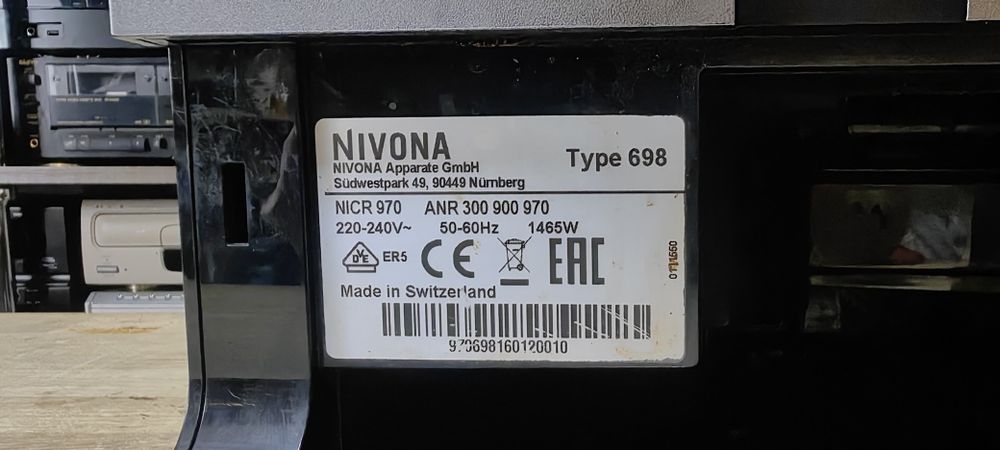 NIVONA
NIVONA Apparate GmbH
Südwestpark 49, 90449 Nürnberg
Type 698
NICR 970 ANR 300 900 970
220-240V~ 50-60Hz 1465W
DVE ER5 CE EAC
Made in Switzerland
970698160120010